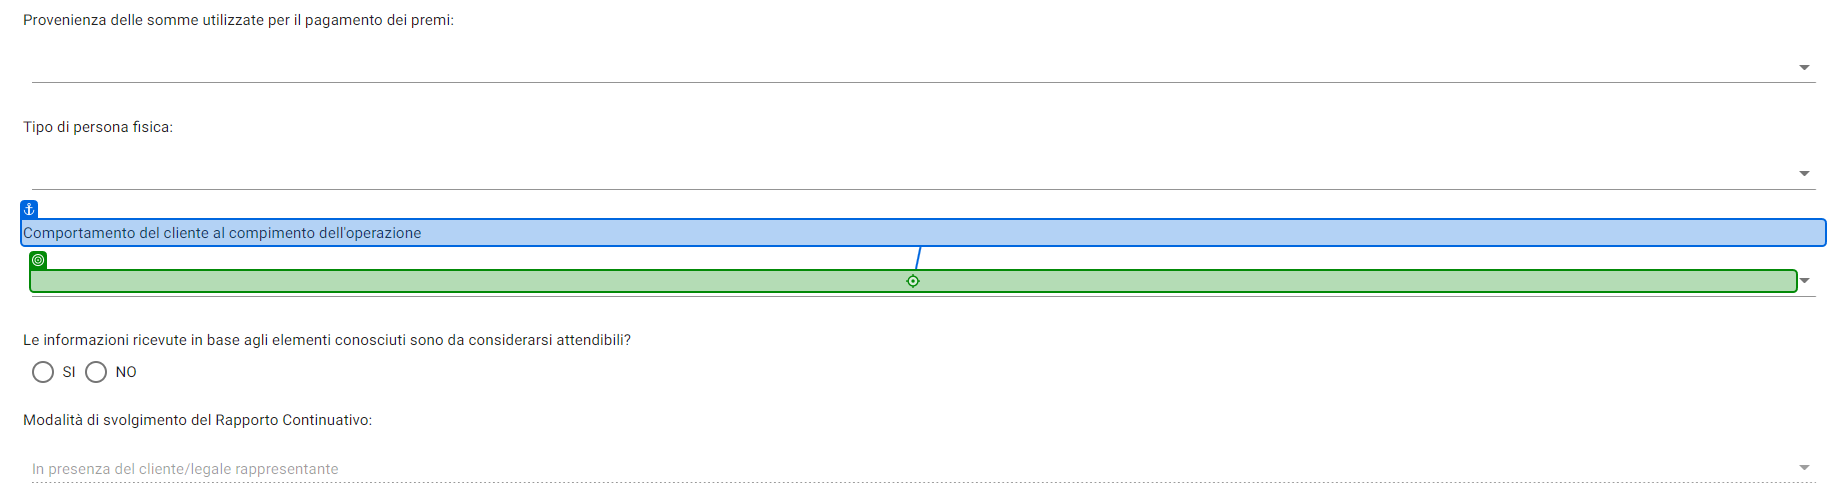 Provenienza delle somme utilizzate per il pagamento dei premi:
Tipo di persona fisica:
Comportamento del cliente al compimento dell'operazione
Le informazioni ricevute in base agli elementi conosciuti sono da considerarsi attendibili?
SI NO
Modalità di svolgimento del Rapporto Continuativo:
In presenza del cliente/legale rappresentante